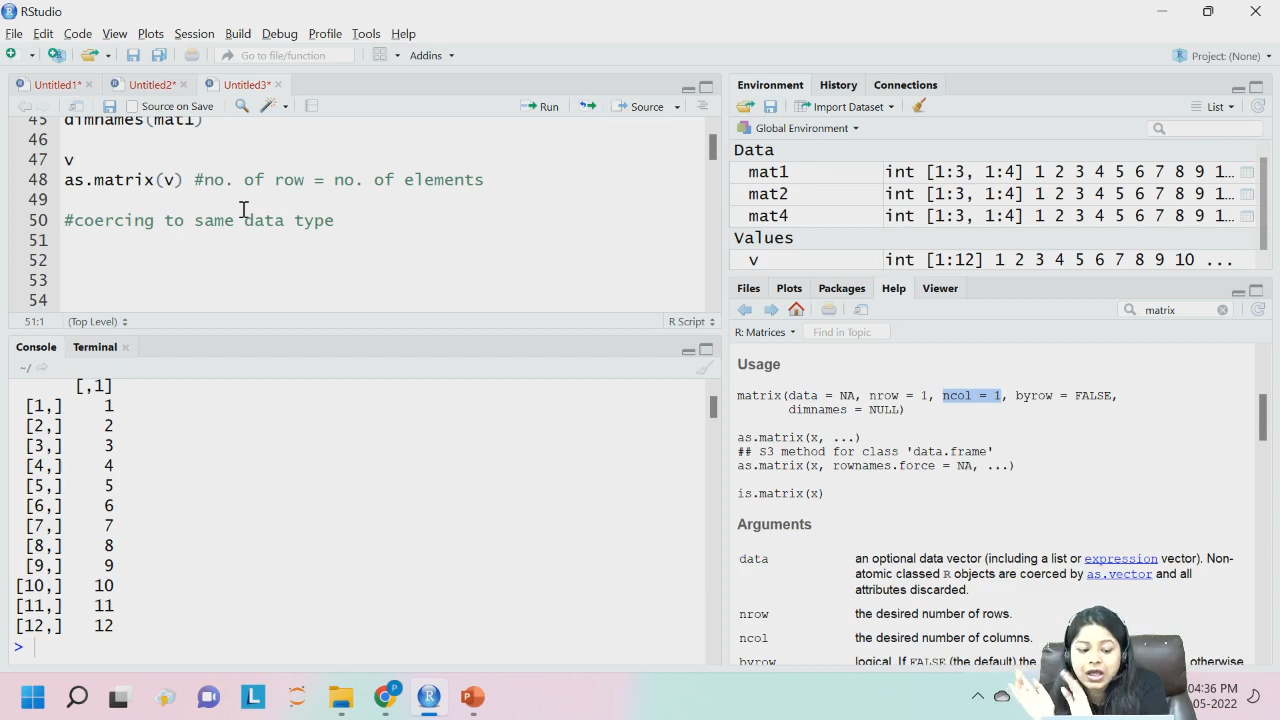 RStudio
File Edit Code View Plots Session Build Debug Profile Tools Help
Go to file/function Addins Project: (None)
Untitled1* Untitled2* Untitled3*
Source on Save Run Source
45 dimnames(mat1)
46
47 v
48 as.matrix(v) #no. of row = no. of elements
49
50 #coercing to same data type
51
52
53
54
51:1 (Top Level) R Script
Console Terminal
~/
[,1]
[1,] 1
[2,] 2
[3,] 3
[4,] 4
[5,] 5
[6,] 6
[7,] 7
[8,] 8
[9,] 9
[10,] 10
[11,] 11
[12,] 12
>
Environment History Connections
Import Dataset List
Global Environment
Data
mat1 int [1:3, 1:4] 1 2 3 4 5 6 7 8 9 1…
mat2 int [1:3, 1:4] 1 2 3 4 5 6 7 8 9 1…
mat4 int [1:3, 1:4] 1 2 3 4 5 6 7 8 9 1…
Values
v int [1:12] 1 2 3 4 5 6 7 8 9 10 ...
Files Plots Packages Help Viewer
matrix
R: Matrices Find in Topic
Usage
matrix(data = NA, nrow = 1, ncol = 1, byrow = FALSE,
dimnames = NULL)
as.matrix(x, ...)
## S3 method for class 'data.frame'
as.matrix(x, rownames.force = NA, ...)
is.matrix(x)
Arguments
data an optional data vector (including a list or expression vector). Non-
atomic classed R objects are coerced by as.vector and all
attributes discarded.
nrow the desired number of rows.
ncol the desired number of columns.
byrow logical. If FALSE (the default) the otherwise
L P R P
04:36 PM
05-2022